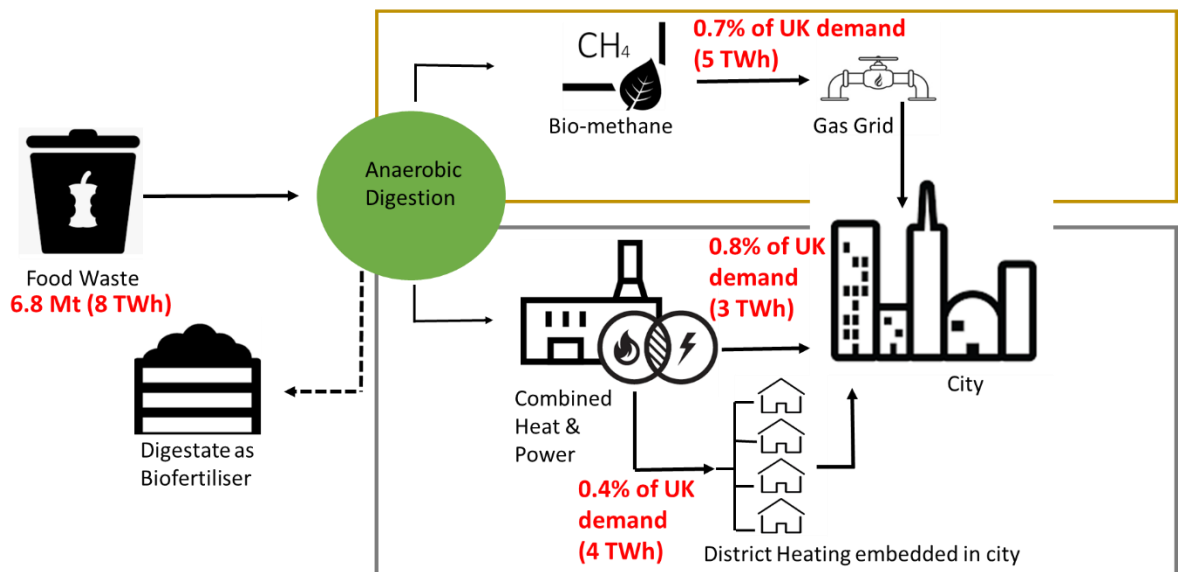 CH4
Bio-methane
0.7% of UK demand
(5 TWh)
Gas Grid
Food Waste
6.8 Mt (8 TWh)
Anaerobic
Digestion
Digestate as
Biofertiliser
Combined
Heat &
Power
0.8% of UK
demand
(3 TWh)
City
0.4% of UK
demand
(4 TWh)
District Heating embedded in city